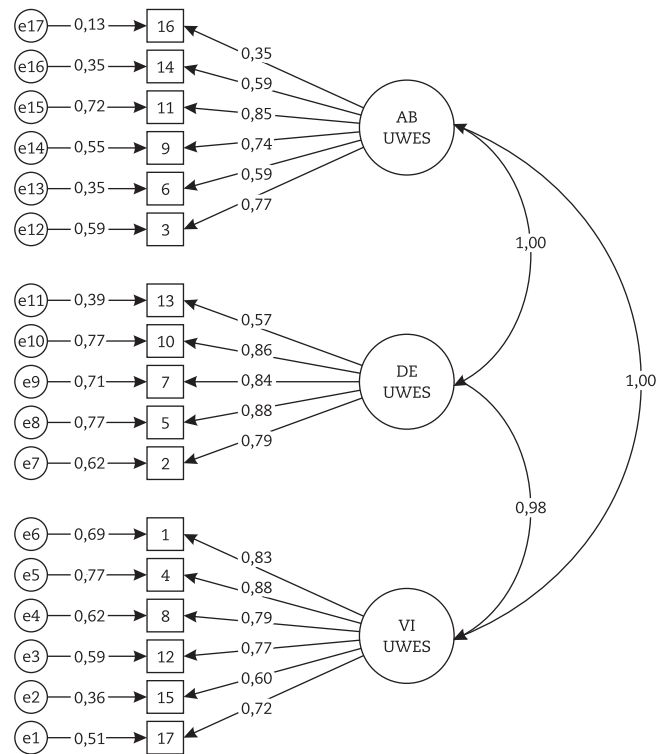 e17 0,13 16
0,35
e16 0,35 14
0,59
e15 0,72 11
0,85
AB
UWES
e14 0,55 9
0,74
e13 0,35 6
0,59
e12 0,59 3
0,77
1,00
e11 0,39 13
0,57
e10 0,77 10
0,86
e9 0,71 7
0,84
DE
UWES
e8 0,77 5
0,88
e7 0,62 2
0,79
1,00
0,98
e6 0,69 1
0,83
e5 0,77 4
0,88
e4 0,62 8
0,79
VI
UWES
e3 0,59 12
0,77
e2 0,36 15
0,60
e1 0,51 17
0,72